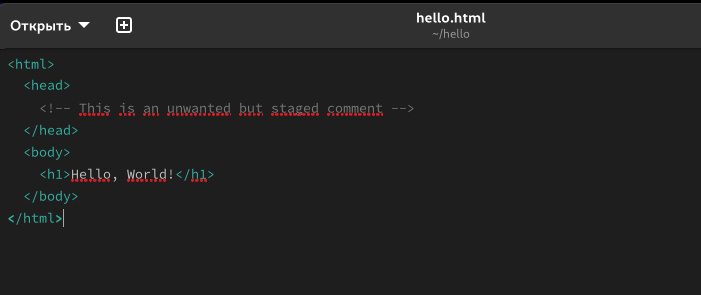 Открыть
hello.html
~/hello
<html>
<head>
<!-- This is an unwanted but staged comment -->
</head>
<body>
<h1>Hello, World!</h1>
</body>
</html>